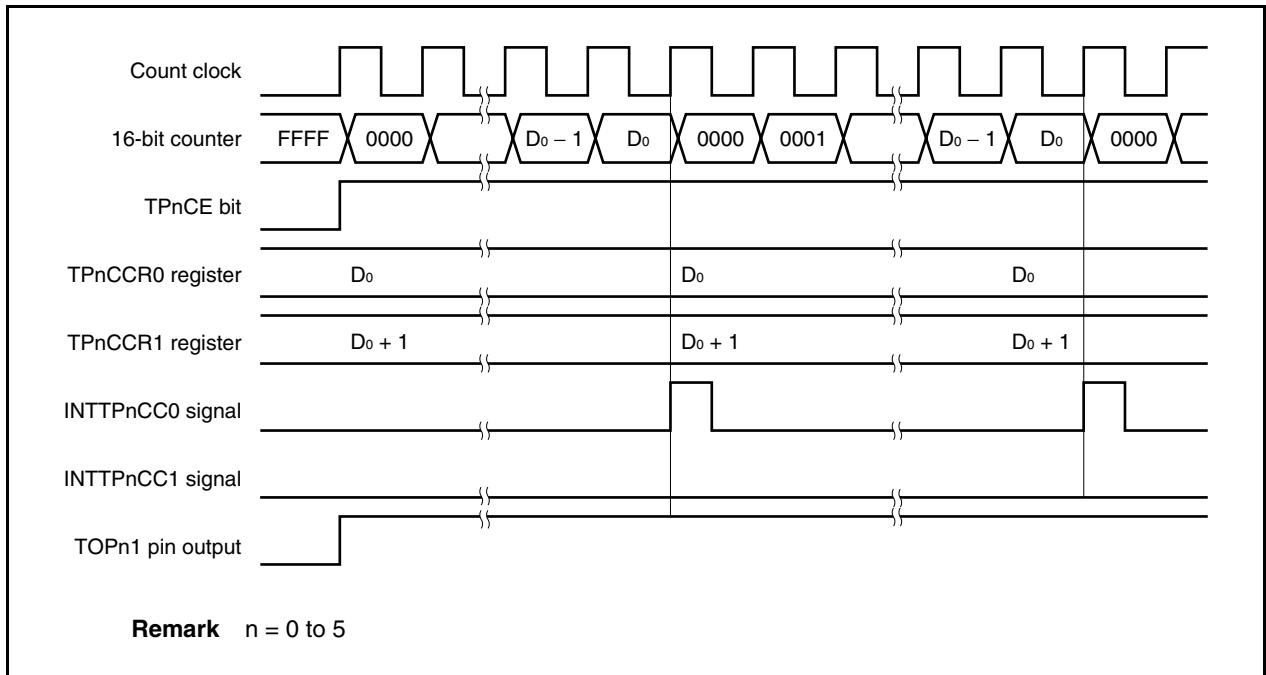 Count clock
16-bit counter FFFF 0000 D₀ − 1 D₀ 0000 0001 D₀ − 1 D₀ 0000
TPnCE bit
TPnCCR0 register D₀ D₀ D₀
TPnCCR1 register D₀ + 1 D₀ + 1 D₀ + 1
INTTPnCC0 signal
INTTPnCC1 signal
TOPn1 pin output
Remark n = 0 to 5